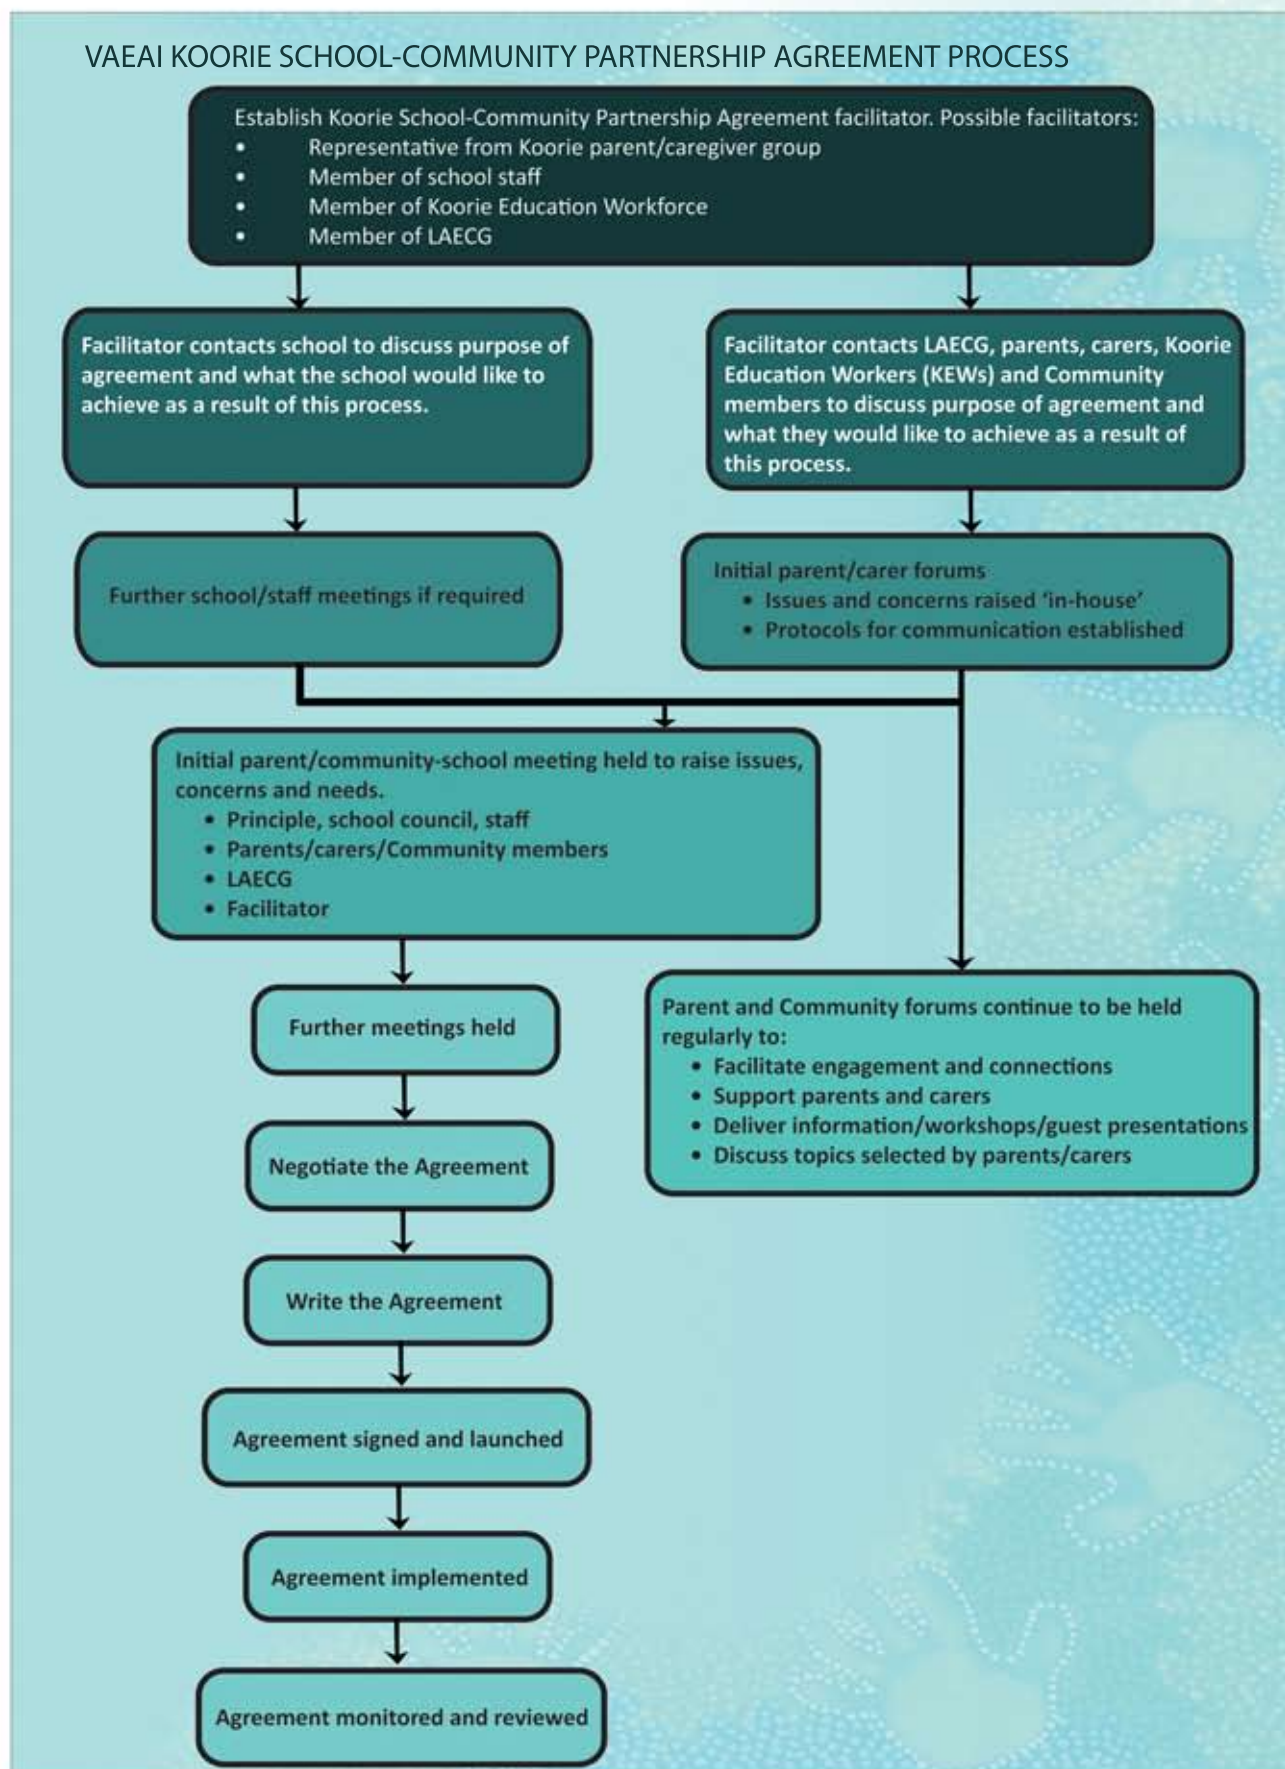 VAEAI KOORIE SCHOOL-COMMUNITY PARTNERSHIP AGREEMENT PROCESS
Establish Koorie School-Community Partnership Agreement facilitator. Possible facilitators:
• Representative from Koorie parent/caregiver group
• Member of school staff
• Member of Koorie Education Workforce
• Member of LAECG
Facilitator contacts school to discuss purpose of
agreement and what the school would like to
achieve as a result of this process.
Facilitator contacts LAECG, parents, carers, Koorie
Education Workers (KEWs) and Community
members to discuss purpose of agreement and
what they would like to achieve as a result of
this process.
Further school/staff meetings if required
Initial parent/carer forums
• Issues and concerns raised ‘in-house’
• Protocols for communication established
Initial parent/community-school meeting held to raise issues,
concerns and needs.
• Principle, school council, staff
• Parents/carers/Community members
• LAECG
• Facilitator
Further meetings held
Parent and Community forums continue to be held
regularly to:
• Facilitate engagement and connections
• Support parents and carers
• Deliver information/workshops/guest presentations
• Discuss topics selected by parents/carers
Negotiate the Agreement
Write the Agreement
Agreement signed and launched
Agreement implemented
Agreement monitored and reviewed